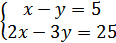 x − y = 5
2x − 3y = 25